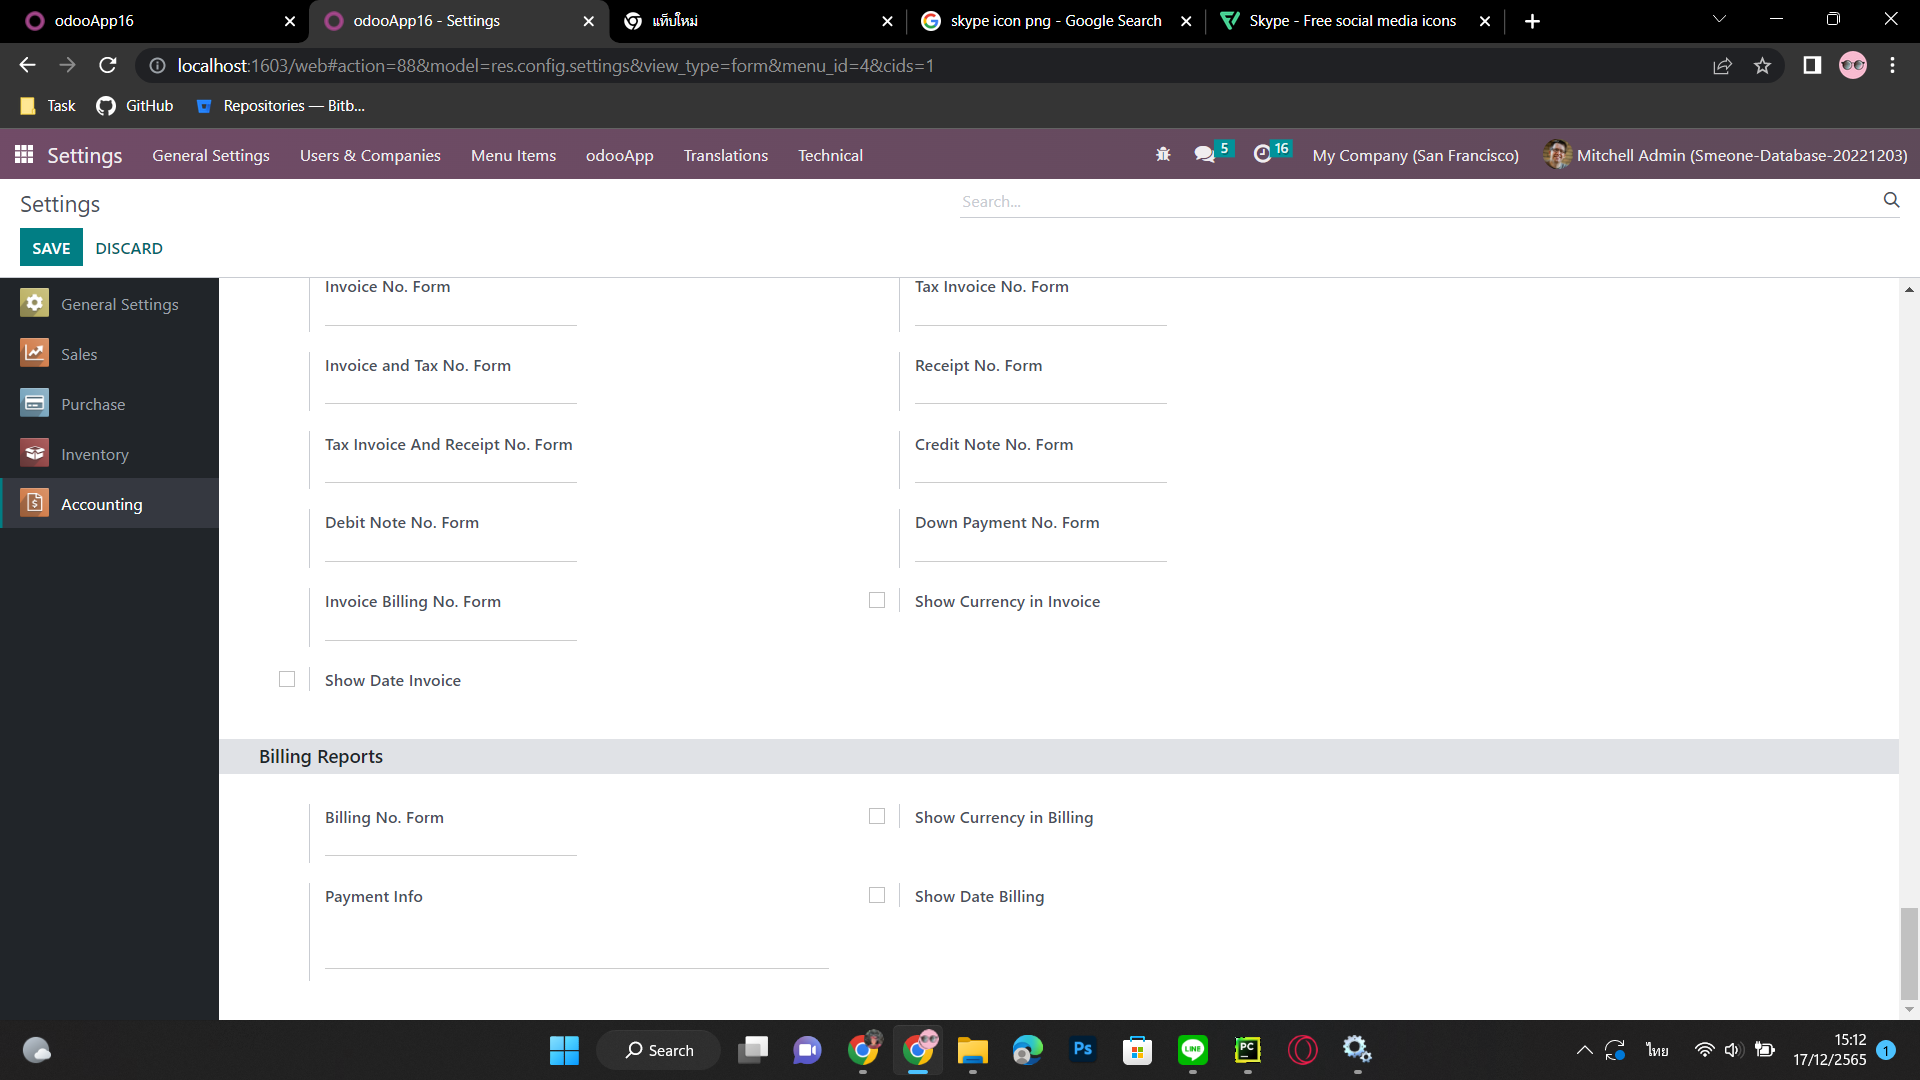 odooApp16
odooApp16 - Settings
แท็บใหม่
skype icon png - Google Search
Skype - Free social media icons
localhost:1603/web#action=88&model=res.config.settings&view_type=form&menu_id=4&cids=1
Task
GitHub
Repositories — Bitb...
Settings
General Settings
Users & Companies
Menu Items
odooApp
Translations
Technical
5
16
My Company (San Francisco)
Mitchell Admin (Smeone-Database-20221203)
Settings
Search...
SAVE
DISCARD
General Settings
Sales
Purchase
Inventory
Accounting
Invoice No. Form
Tax Invoice No. Form
Invoice and Tax No. Form
Receipt No. Form
Tax Invoice And Receipt No. Form
Credit Note No. Form
Debit Note No. Form
Down Payment No. Form
Invoice Billing No. Form
Show Currency in Invoice
Show Date Invoice
Billing Reports
Billing No. Form
Show Currency in Billing
Payment Info
Show Date Billing
Search
Ps
LINE
PC
ไทย
15:12
17/12/2565
1